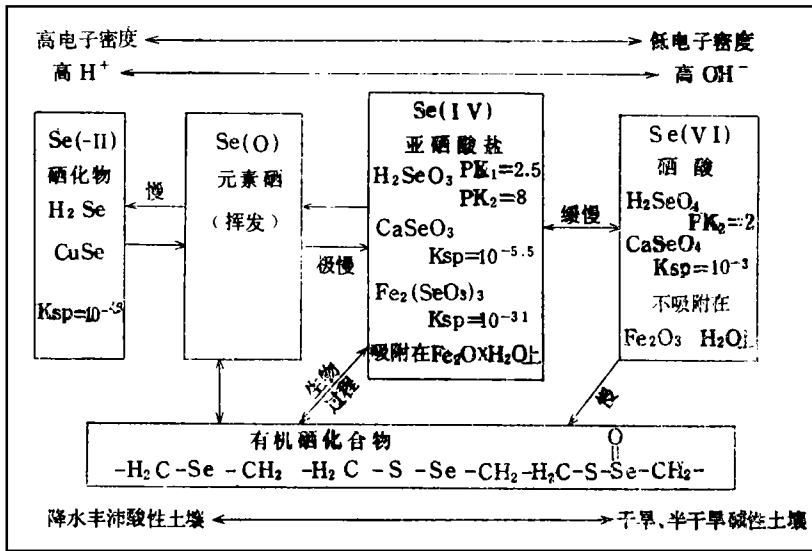 高电子密度 低电子密度
高 H⁺ 高 OH⁻
Se(-II)
硒化物
H₂Se
CuSe
慢
Se(O)
元素硒
(挥发)
极慢
Se(IV)
亚硒酸盐
H₂SeO₃ PK₁=2.5
PK₂=8
CaSeO₃
Ksp=10⁻⁵·⁵
Fe₂(SeO₃)₃
Ksp=10⁻³¹
吸附在Fe₂O×H₂O上
缓慢
Se(VI)
硒酸
H₂SeO₄
PK₂=2
CaSeO₄
Ksp=10⁻³
不吸附在
Fe₂O₃ H₂O上
生物
过程
慢
有机硒化合物
O
-H₂C-Se-CH₂-H₂C-S-Se-CH₂-H₂C-S-Se-CH₂-
降水丰沛酸性土壤 干旱、半干旱碱性土壤